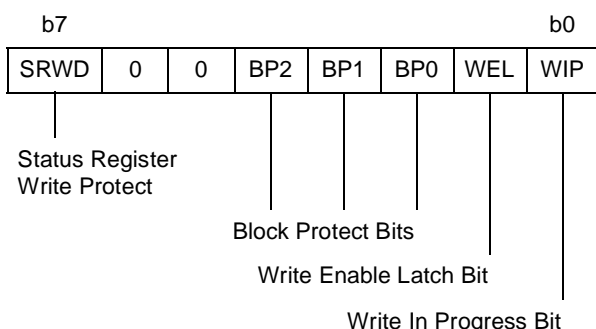 b7 b0
SRWD 0 0 BP2 BP1 BP0 WEL WIP
Status Register
Write Protect
Block Protect Bits
Write Enable Latch Bit
Write In Progress Bit